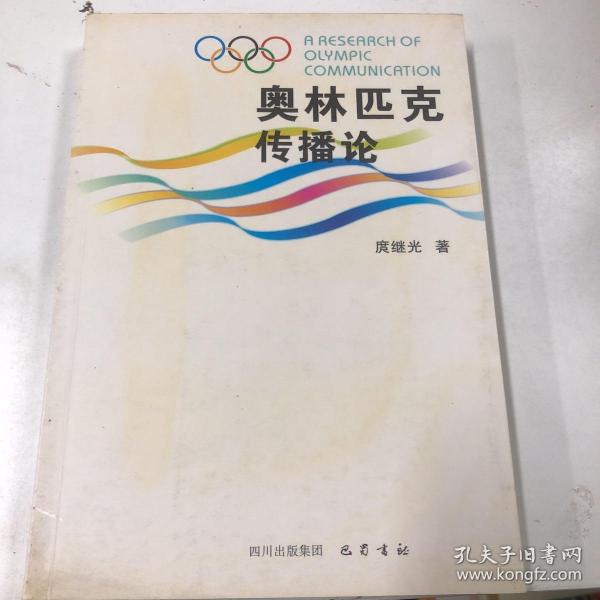 A RESEARCH OF
OLYMPIC
COMMUNICATION
奥林匹克
传播论
庹继光 著
四川出版集团 巴蜀书社
孔夫子旧书网
www.kongfz.com